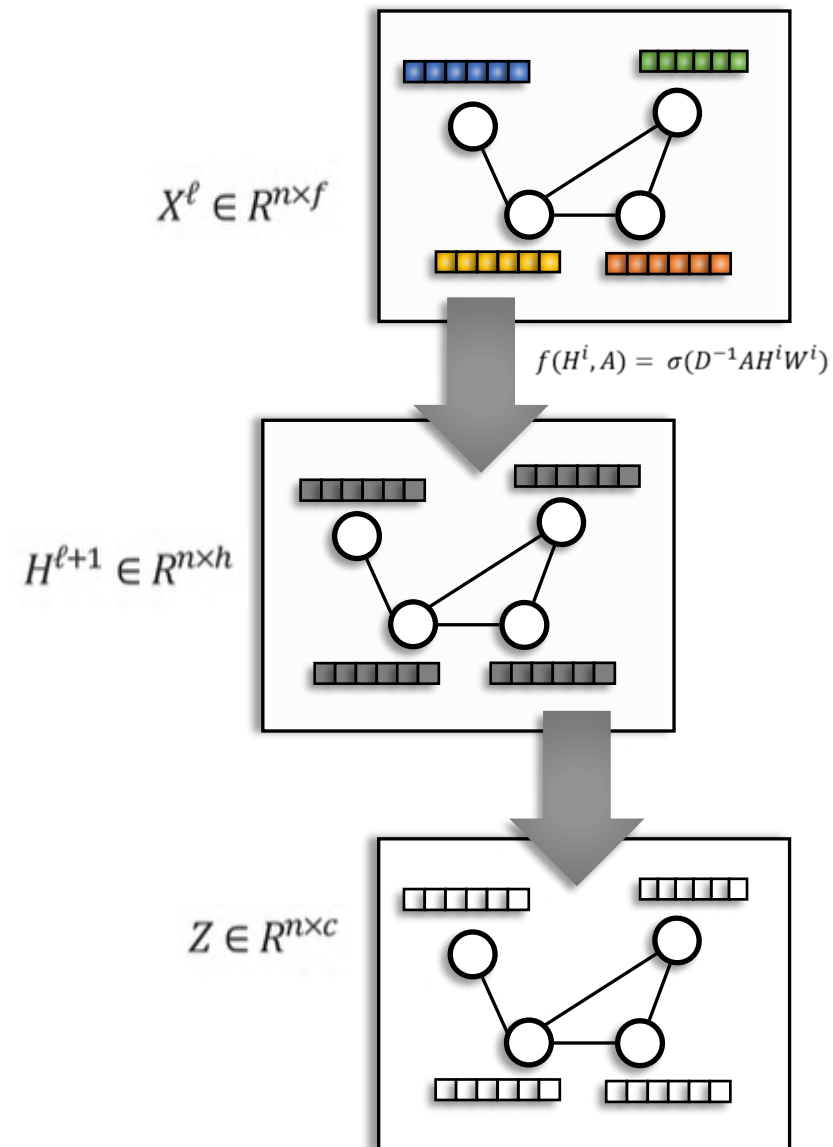 X^ℓ ∈ R^{n×f}
f(H^i, A) = σ(D^{−1}AH^iW^i)
H^{ℓ+1} ∈ R^{n×h}
Z ∈ R^{n×c}